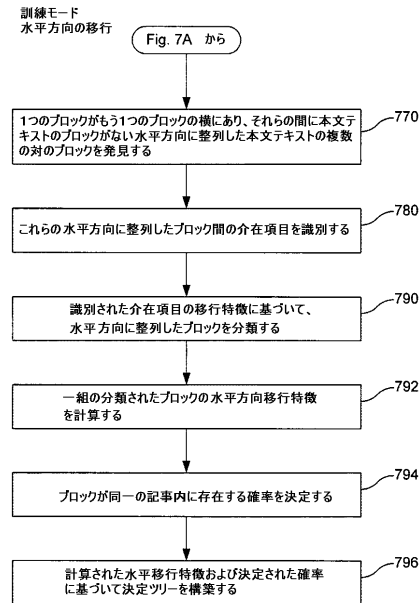 訓練モード
水平方向の移行
Fig. 7A から
1つのブロックがもう1つのブロックの横にあり、それらの間に本文テ
キストのブロックがない水平方向に整列した本文テキストの複数
の対のブロックを発見する
770
これらの水平方向に整列したブロック間の介在項目を識別する
780
識別された介在項目の移行特徴に基づいて、
水平方向に整列したブロックを分類する
790
一組の分類されたブロックの水平方向移行特徴
を計算する
792
ブロックが同一の記事内に存在する確率を決定する
794
計算された水平移行特徴および決定された確率
に基づいて決定ツリーを構築する
796